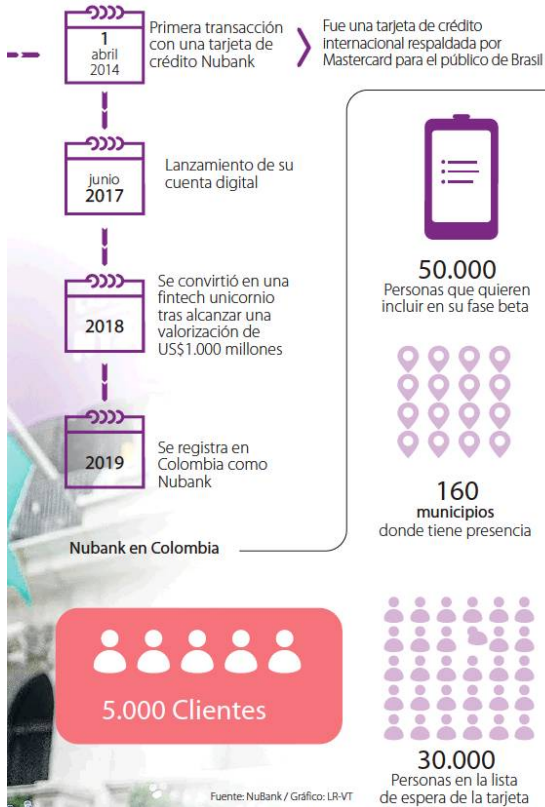 1
abril
2014
Primera transacción
con una tarjeta de
crédito Nubank
Fue una tarjeta de crédito
internacional respaldada por
Mastercard para el público de Brasil
junio
2017
Lanzamiento de su
cuenta digital
2018
Se convirtió en una
fintech unicornio
tras alcanzar una
valorización de
US$1.000 millones
2019
Se registra en
Colombia como
Nubank
Nubank en Colombia
50.000
Personas que quieren
incluir en su fase beta
160
municipios
donde tiene presencia
5.000 Clientes
30.000
Personas en la lista
de espera de la tarjeta
Fuente: NuBank / Gráfico: LR-VT